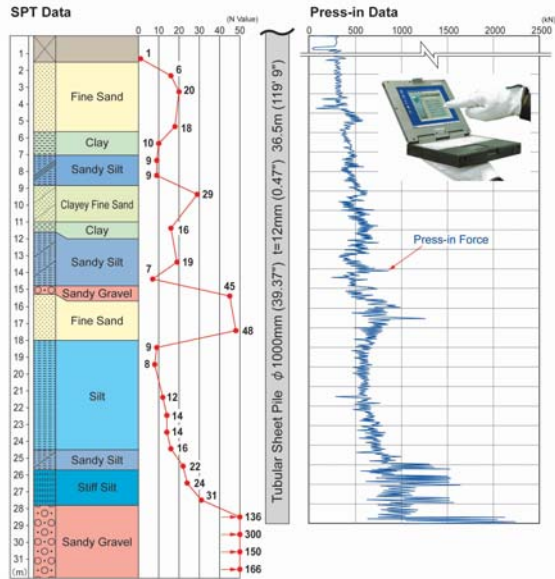 SPT Data
(N Value)
0 10 20 30 40 50
1
2
3
4
5
6
7
8
9
10
11
12
13
14
15
16
17
18
19
20
21
22
23
24
25
26
27
28
29
30
31
(m)
Fine Sand
Clay
Sandy Silt
Clayey Fine Sand
Clay
Sandy Silt
Sandy Gravel
Fine Sand
Silt
Sandy Silt
Stiff Silt
Sandy Gravel
1
6
20
18
10
9
9
29
16
19
7
45
48
9
8
12
14
14
16
22
24
31
136
300
150
166
Tubular Sheet Pile ϕ1000mm (39.37") t=12mm (0.47") 36.5m (119' 9")
Press-in Data
(kN)
0 500 1000 1500 2000 2500
Press-in Force